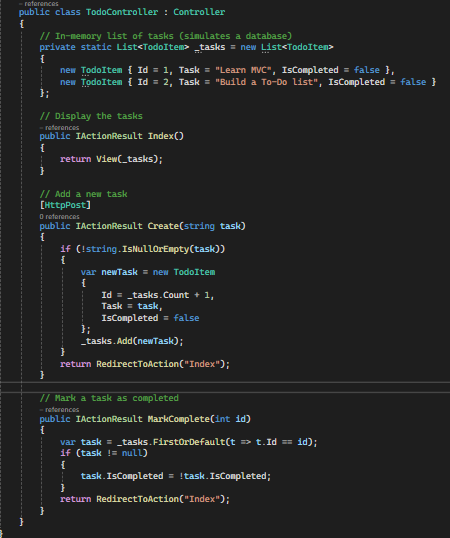 – references
public class TodoController : Controller
{
// In-memory list of tasks (simulates a database)
private static List<TodoItem> _tasks = new List<TodoItem>
{
new TodoItem { Id = 1, Task = "Learn MVC", IsCompleted = false },
new TodoItem { Id = 2, Task = "Build a To-Do list", IsCompleted = false }
};
// Display the tasks
– references
public IActionResult Index()
{
return View(_tasks);
}
// Add a new task
[HttpPost]
0 references
public IActionResult Create(string task)
{
if (!string.IsNullOrEmpty(task))
{
var newTask = new TodoItem
{
Id = _tasks.Count + 1,
Task = task,
IsCompleted = false
};
_tasks.Add(newTask);
}
return RedirectToAction("Index");
}
// Mark a task as completed
– references
public IActionResult MarkComplete(int id)
{
var task = _tasks.FirstOrDefault(t => t.Id == id);
if (task != null)
{
task.IsCompleted = !task.IsCompleted;
}
return RedirectToAction("Index");
}
}
}